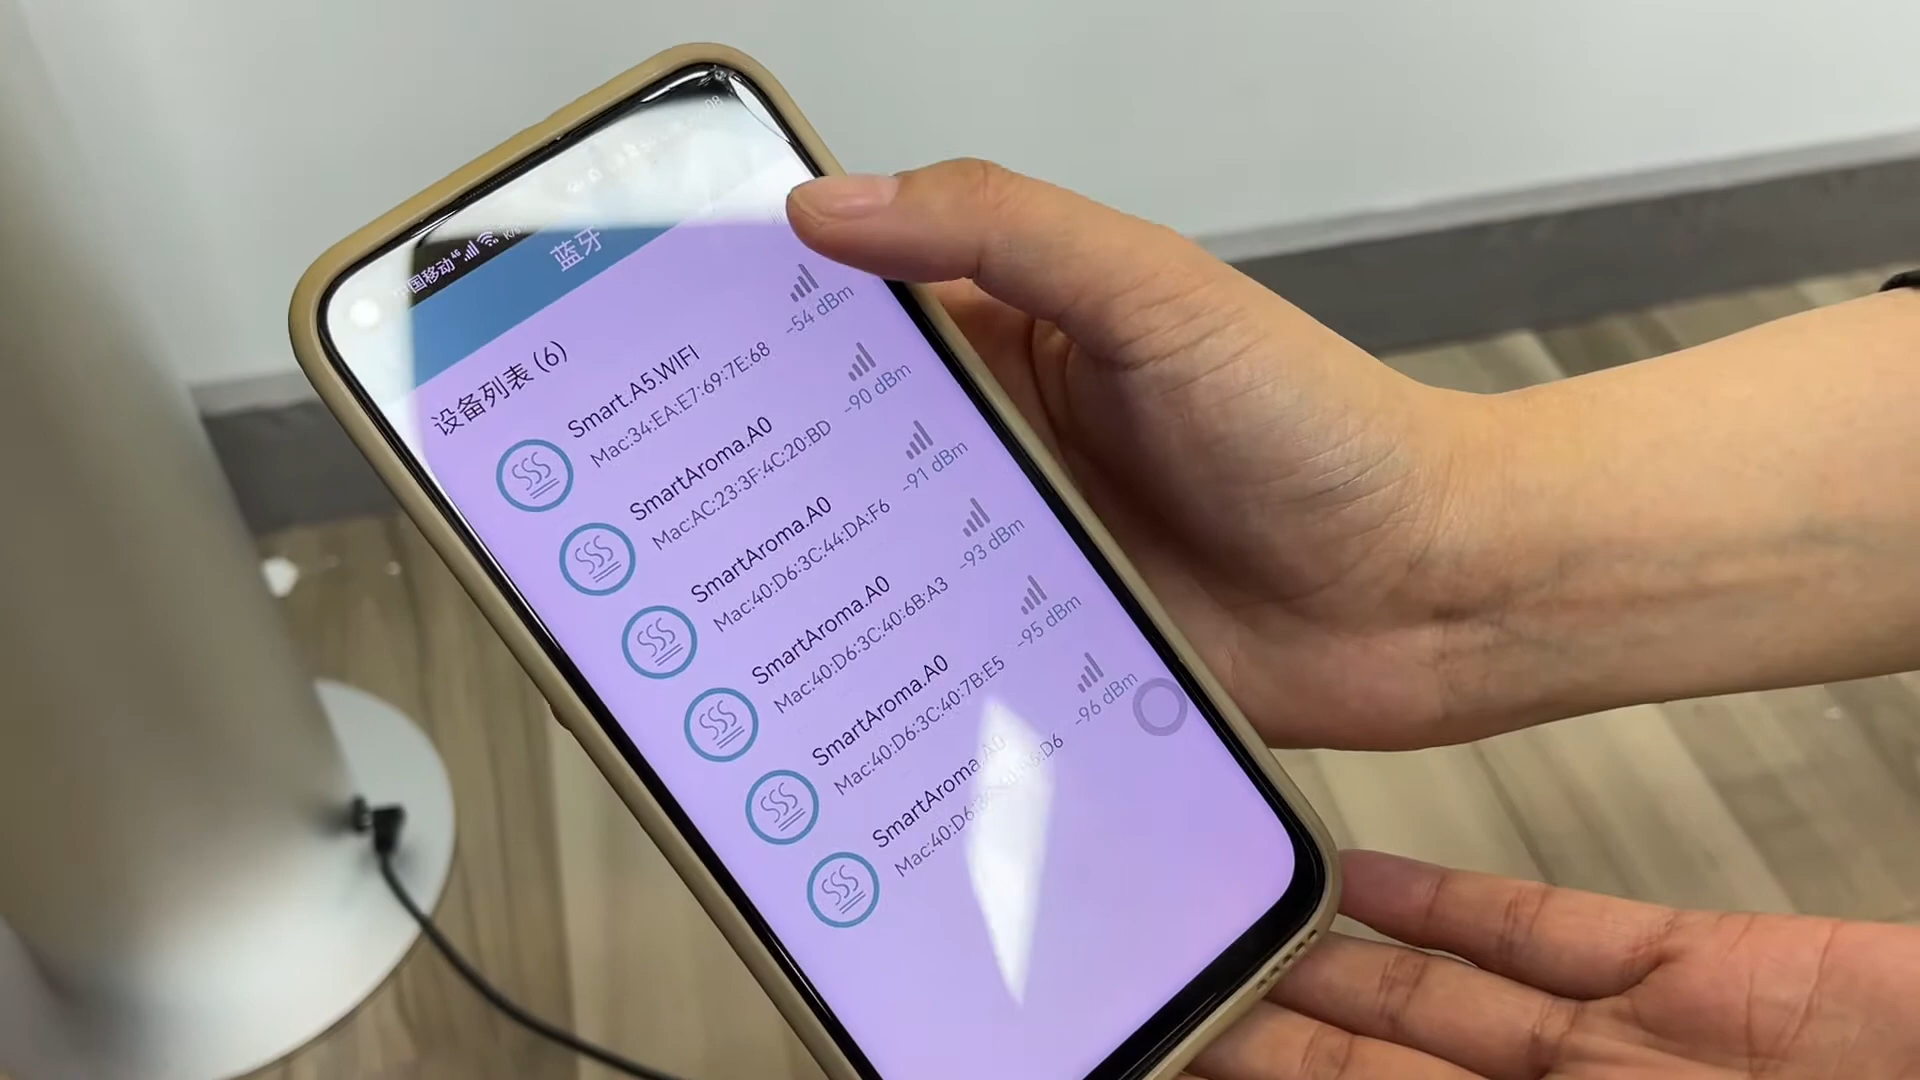 中国移动 4G
K/s
08
蓝牙
设备列表 (6)
Smart.A5.WIFI
Mac:34:EA:E7:69:7E:68
-54 dBm
SmartAroma.A0
Mac:AC:23:3F:4C:20:BD
-90 dBm
SmartAroma.A0
Mac:40:D6:3C:44:DA:F6
-91 dBm
SmartAroma.A0
Mac:40:D6:3C:40:6B:A3
-93 dBm
SmartAroma.A0
Mac:40:D6:3C:40:7B:E5
-95 dBm
SmartAroma.A0
-96 dBm